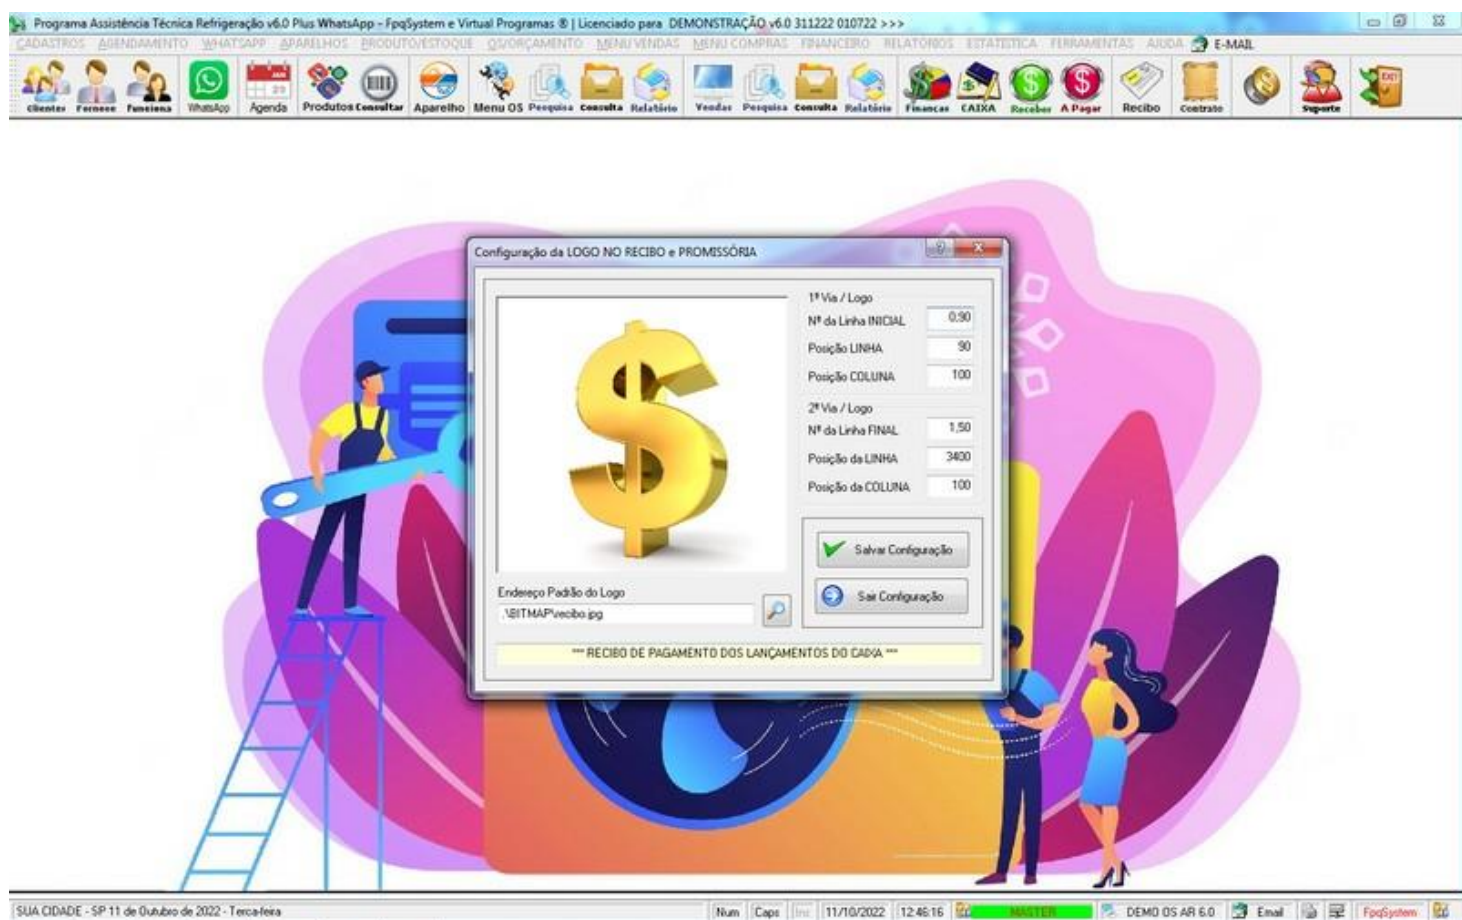 Programa Assistência Técnica Refrigeração v6.0 Plus WhatsApp - FpqSystem e Virtual Programas ® | Licenciado para DEMONSTRAÇÃO v6.0 311222 010722 >>>
CADASTROS AGENDAMENTO WHATSAPP APARELHOS PRODUTO/ESTOQUE OS/ORÇAMENTO MENU VENDAS MENU COMPRAS FINANCEIRO RELATÓRIOS ESTATÍSTICA FERRAMENTAS AJUDA E-MAIL
Clientes Fornece Funciona WhatsApp Agenda Produtos Consultar Aparelho Menu OS Pesquisa Consulta Relatório Vendas Pesquisa Consulta Relatório Finanças CAIXA Receber A Pagar Recibo Contrato Suporte
Configuração da LOGO NO RECIBO e PROMISSÓRIA
1ª Via / Logo
Nª da Linha INICIAL 0,90
Posição LINHA 90
Posição COLUNA 100
2ª Via / Logo
Nª da Linha FINAL 1,50
Posição da LINHA 3400
Posição da COLUNA 100
Salvar Configuração
Sair Configuração
Endereço Padrão do Logo
.\BITMAP\recibo.jpg
*** RECIBO DE PAGAMENTO DOS LANÇAMENTOS DO CAIXA ***
SUA CIDADE - SP 11 de Outubro de 2022 - Terca-feira Num Caps Ins 11/10/2022 12:46:16 MASTER DEMO OS AR 6.0 Email FpqSystem